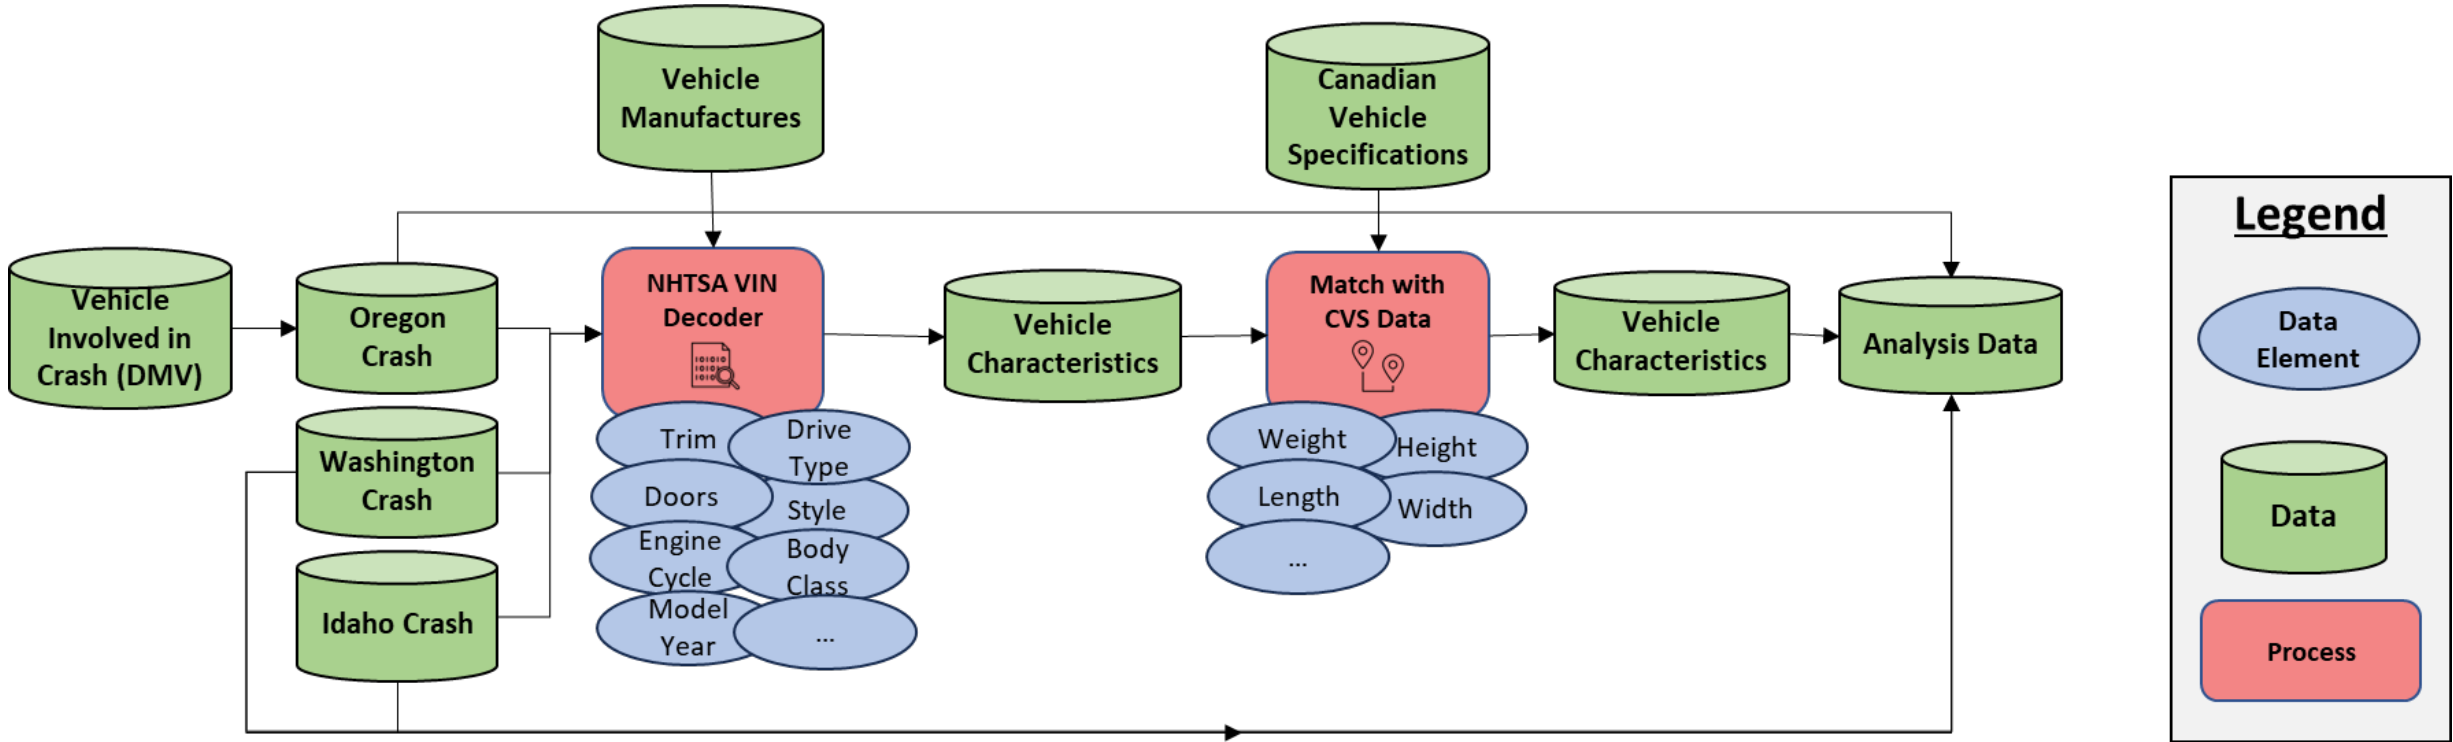 Vehicle
Manufactures
Canadian
Vehicle
Specifications
Legend
Vehicle
Involved in
Crash (DMV)
Oregon
Crash
NHTSA VIN
Decoder
Vehicle
Characteristics
Match with
CVS Data
Vehicle
Characteristics
Analysis Data
Data
Element
Washington
Crash
Idaho Crash
Trim
Drive
Type
Doors
Style
Engine
Cycle
Body
Class
Model
Year
...
Weight
Height
Length
Width
...
Data
Process